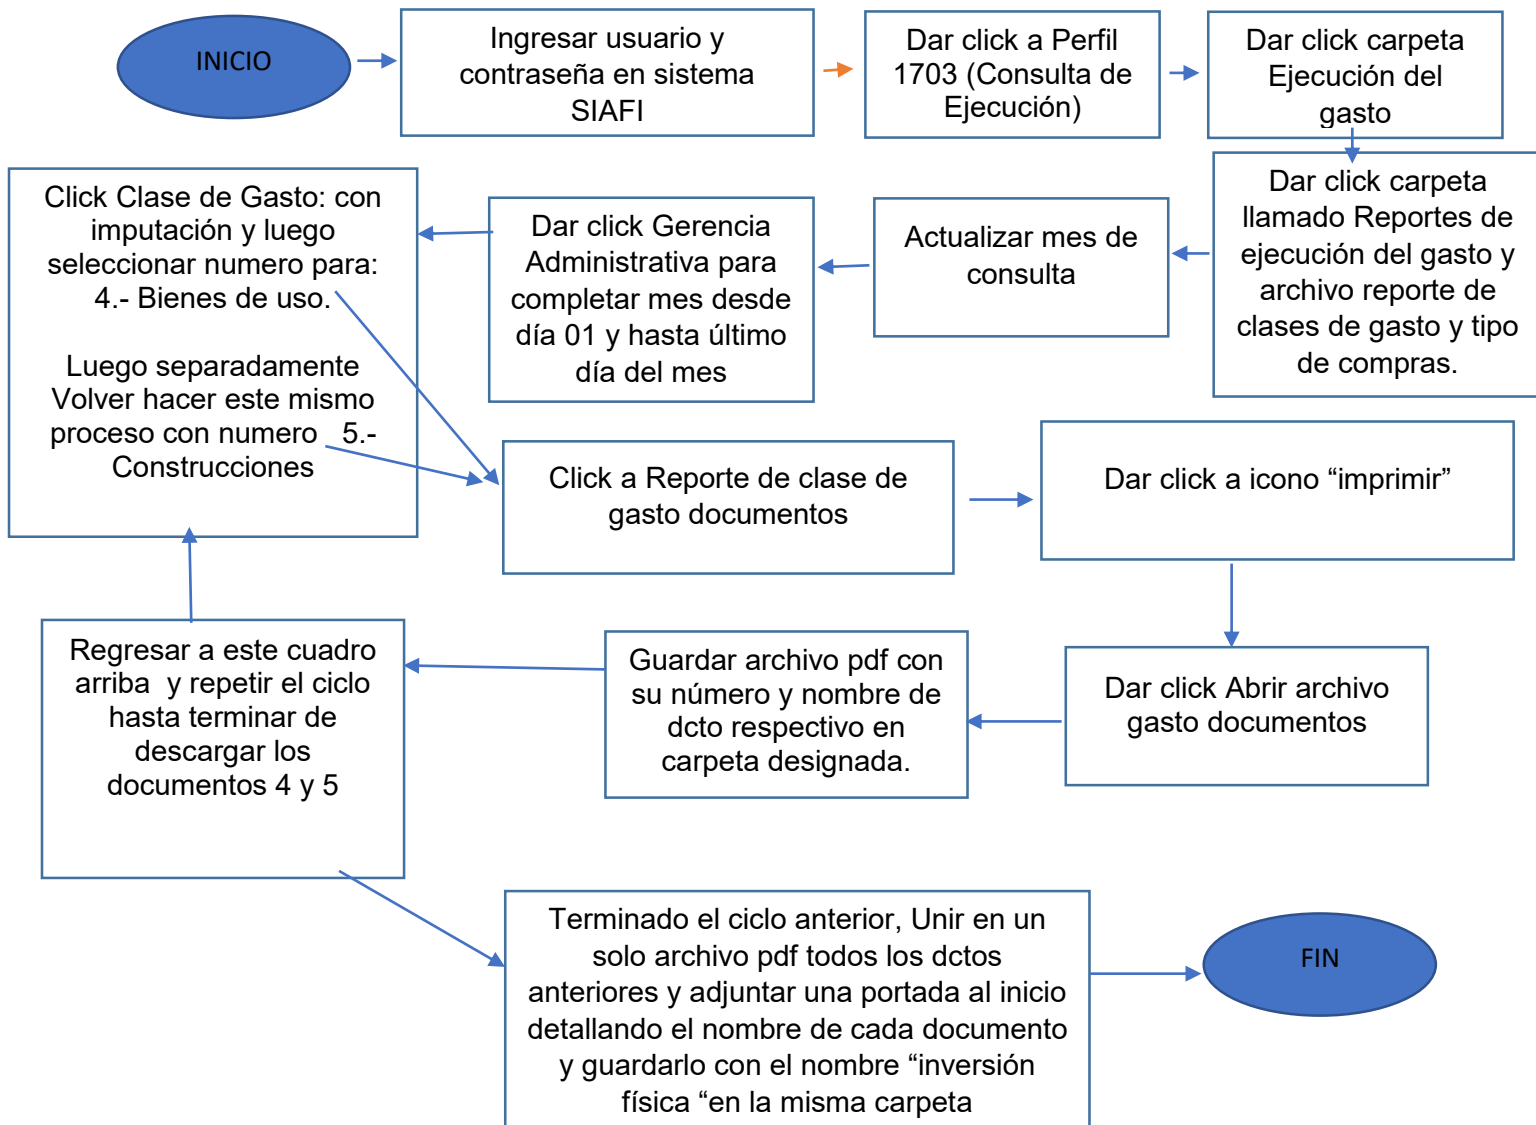 INICIO
Ingresar usuario y
contraseña en sistema
SIAFI
Dar click a Perfil
1703 (Consulta de
Ejecución)
Dar click carpeta
Ejecución del
gasto
Dar click carpeta
llamado Reportes de
ejecución del gasto y
archivo reporte de
clases de gasto y tipo
de compras.
Actualizar mes de
consulta
Dar click Gerencia
Administrativa para
completar mes desde
día 01 y hasta último
día del mes
Click Clase de Gasto: con
imputación y luego
seleccionar numero para:
4.- Bienes de uso.
Luego separadamente
Volver hacer este mismo
proceso con numero   5.-
Construcciones
Click a Reporte de clase de
gasto documentos
Dar click a icono “imprimir”
Dar click Abrir archivo
gasto documentos
Guardar archivo pdf con
su número y nombre de
dcto respectivo en
carpeta designada.
Regresar a este cuadro
arriba  y repetir el ciclo
hasta terminar de
descargar los
documentos 4 y 5
Terminado el ciclo anterior, Unir en un
solo archivo pdf todos los dctos
anteriores y adjuntar una portada al inicio
detallando el nombre de cada documento
y guardarlo con el nombre “inversión
física “en la misma carpeta
FIN